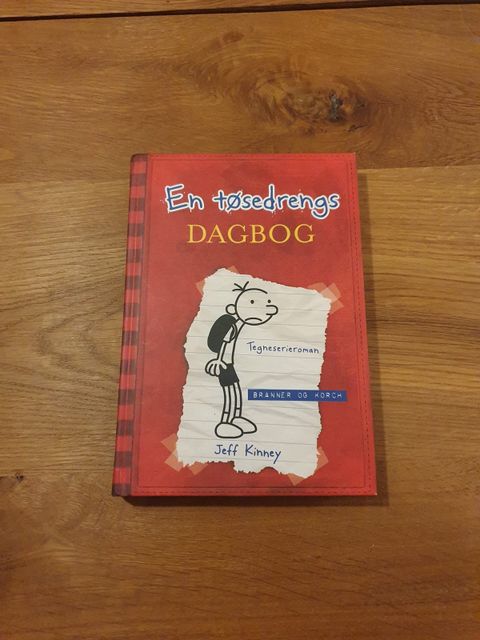 En tøsedrengs
DAGBOG
Tegneserieroman
BRANNER OG KORCH
Jeff Kinney